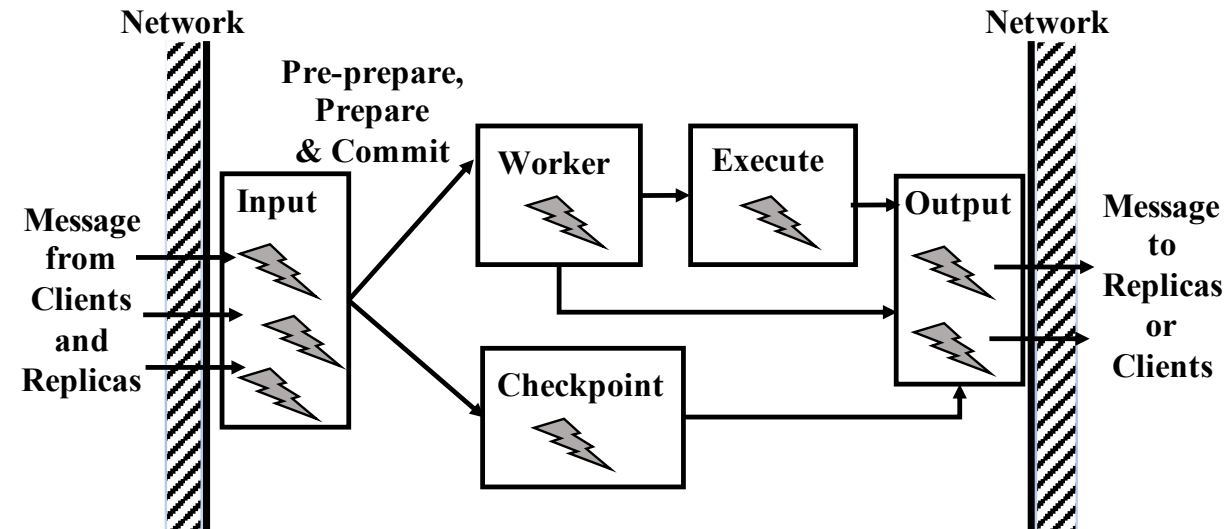 Network
Network
Pre-prepare,
Prepare
& Commit
Worker
Execute
Input
Output
Message
from
Clients
and
Replicas
Message
to
Replicas
or
Clients
Checkpoint